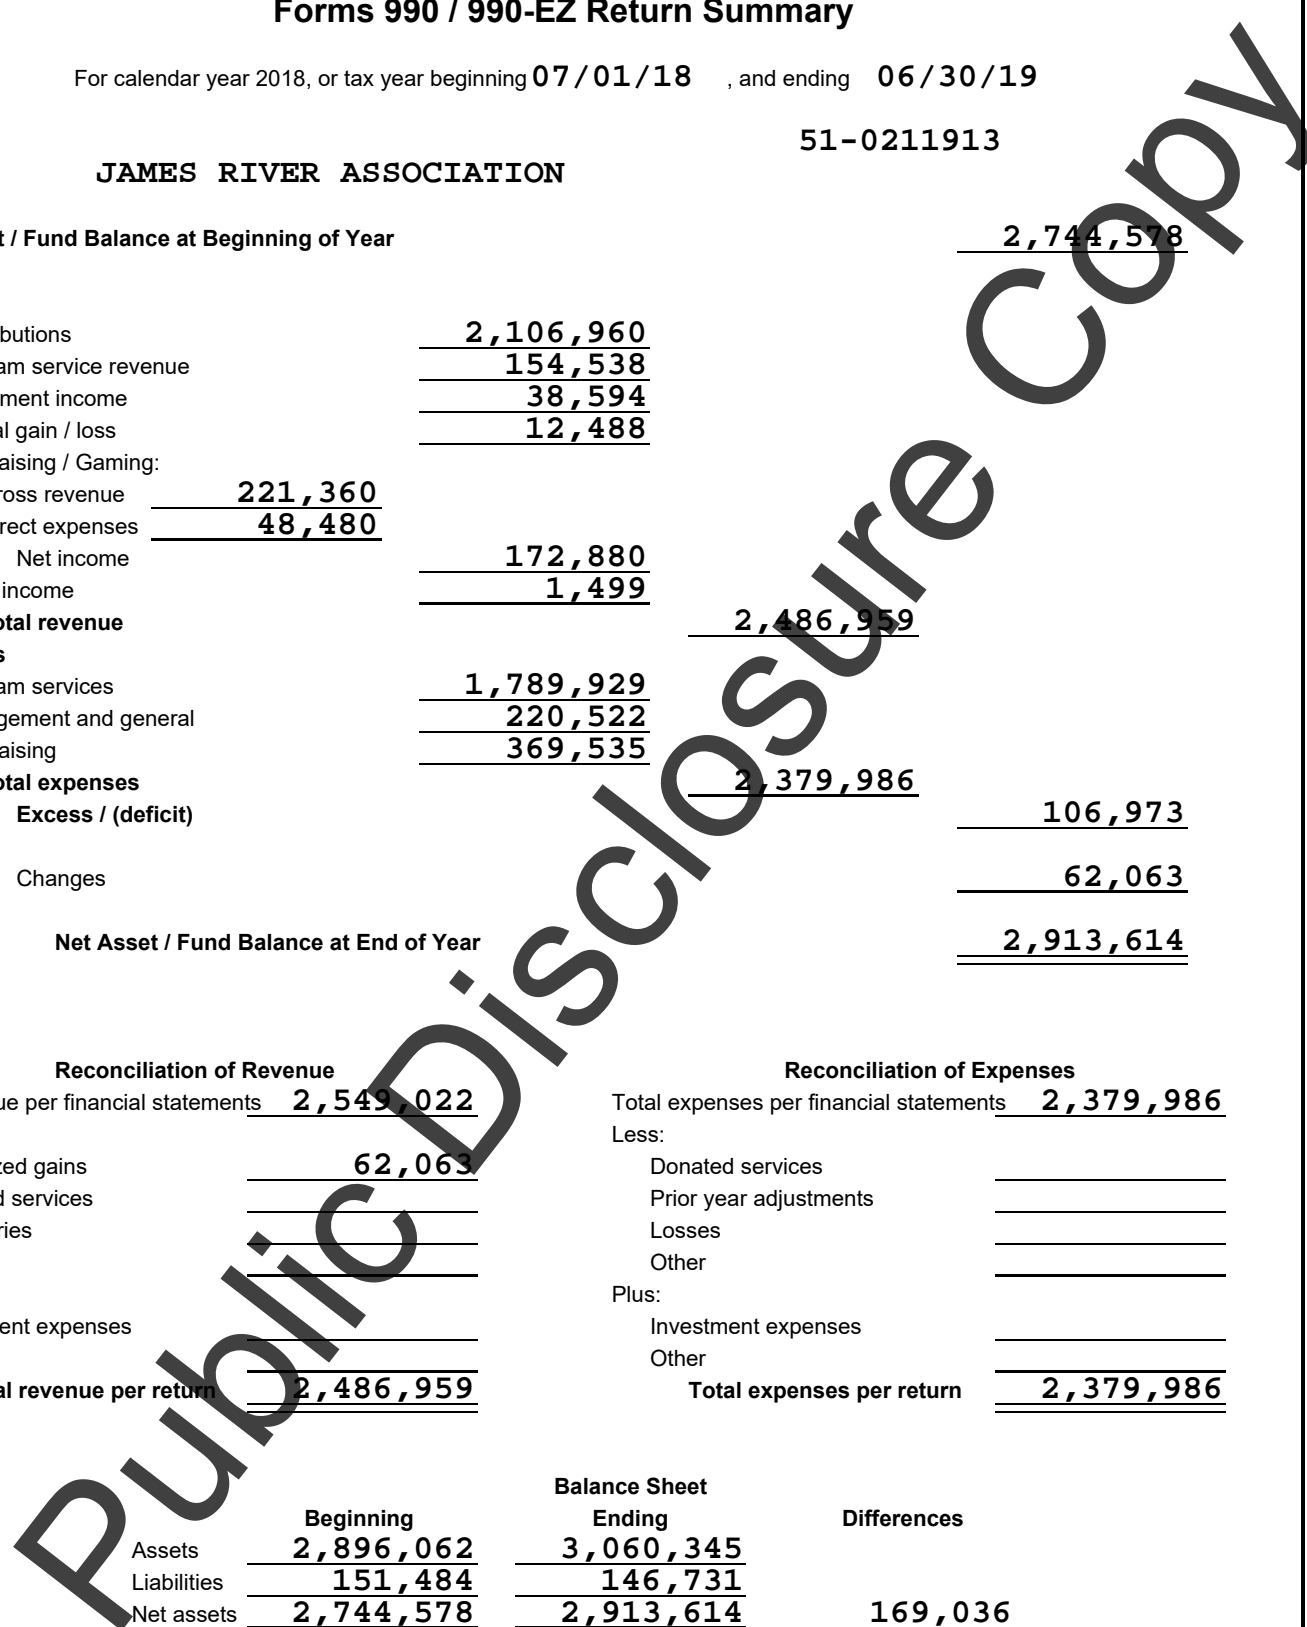 Forms 990 / 990-EZ Return Summary
For calendar year 2018, or tax year beginning 07/01/18 , and ending 06/30/19
51-0211913
JAMES RIVER ASSOCIATION
t / Fund Balance at Beginning of Year 2,744,578
butions 2,106,960
am service revenue 154,538
ment income 38,594
al gain / loss 12,488
aising / Gaming:
ross revenue 221,360
rect expenses 48,480
Net income 172,880
income 1,499
otal revenue 2,486,959
s
am services 1,789,929
gement and general 220,522
aising 369,535
otal expenses 2,379,986
Excess / (deficit) 106,973
Changes 62,063
Net Asset / Fund Balance at End of Year 2,913,614
Reconciliation of Revenue
ue per financial statements 2,549,022
zed gains 62,063
d services
ries
ent expenses
al revenue per return 2,486,959
Reconciliation of Expenses
Total expenses per financial statements 2,379,986
Less:
Donated services
Prior year adjustments
Losses
Other
Plus:
Investment expenses
Other
Total expenses per return 2,379,986
Balance Sheet
Beginning Ending Differences
Assets 2,896,062 3,060,345
Liabilities 151,484 146,731
Net assets 2,744,578 2,913,614 169,036
Public Disclosure Copy